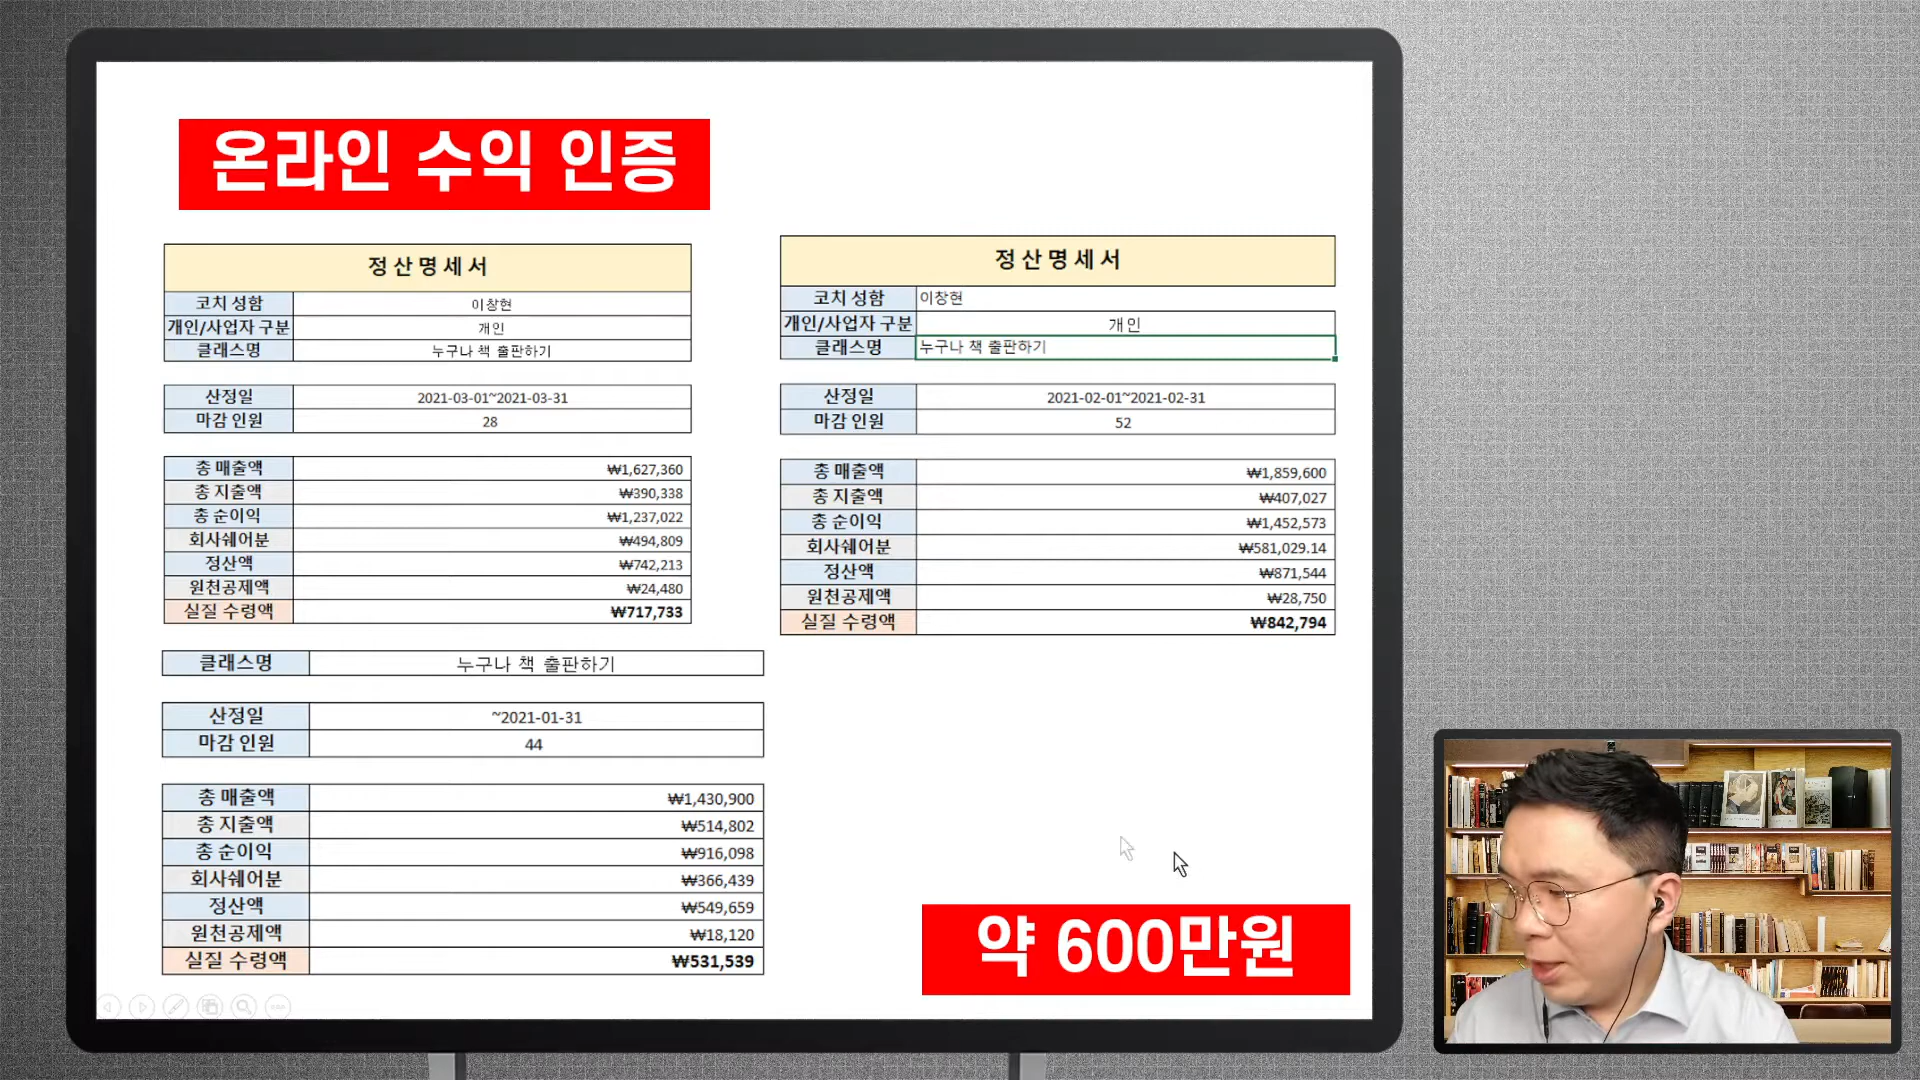 온라인 수익 인증
정산명세서
코치 성함 이창현
개인/사업자 구분 개인
클래스명 누구나 책 출판하기
산정일 2021-03-01~2021-03-31
마감 인원 28
총 매출액 ₩1,627,360
총 지출액 ₩390,338
총 순이익 ₩1,237,022
회사쉐어분 ₩494,809
정산액 ₩742,213
원천공제액 ₩24,480
실질 수령액 ₩717,733
정산명세서
코치 성함 이창현
개인/사업자 구분 개인
클래스명 누구나 책 출판하기
산정일 2021-02-01~2021-02-31
마감 인원 52
총 매출액 ₩1,859,600
총 지출액 ₩407,027
총 순이익 ₩1,452,573
회사쉐어분 ₩581,029.14
정산액 ₩871,544
원천공제액 ₩28,750
실질 수령액 ₩842,794
클래스명 누구나 책 출판하기
산정일 ~2021-01-31
마감 인원 44
총 매출액 ₩1,430,900
총 지출액 ₩514,802
총 순이익 ₩916,098
회사쉐어분 ₩366,439
정산액 ₩549,659
원천공제액 ₩18,120
실질 수령액 ₩531,539
약 600만원